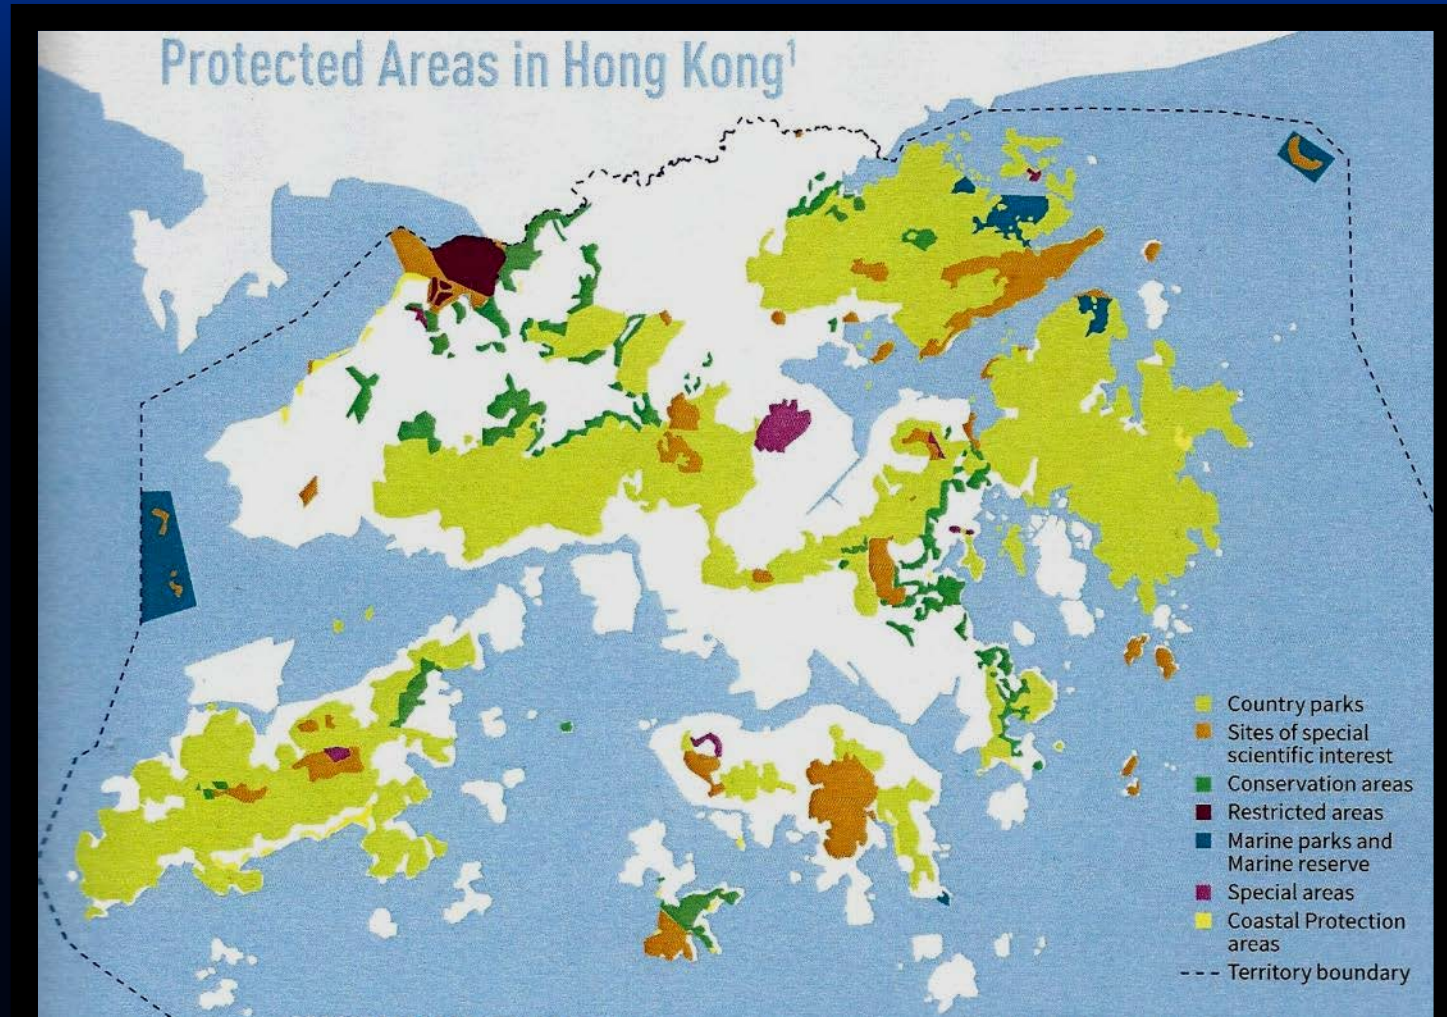 Protected Areas in Hong Kong¹
Country parks
Sites of special
scientific interest
Conservation areas
Restricted areas
Marine parks and
Marine reserve
Special areas
Coastal Protection
areas
Territory boundary